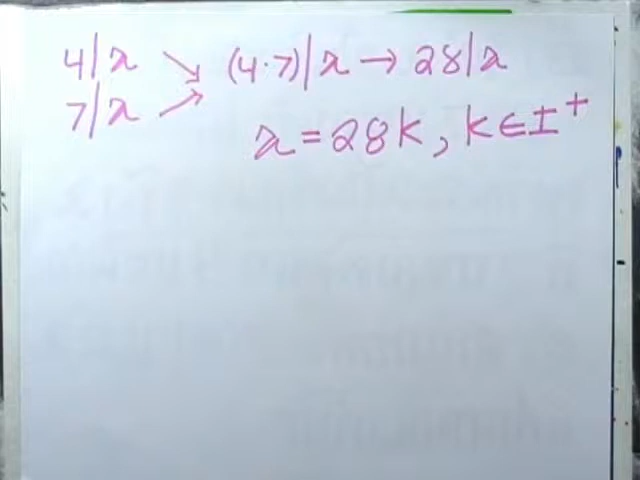 4|x ↘ (4·7)|x → 28|x
7|x ↗
x = 28k, k∈I⁺